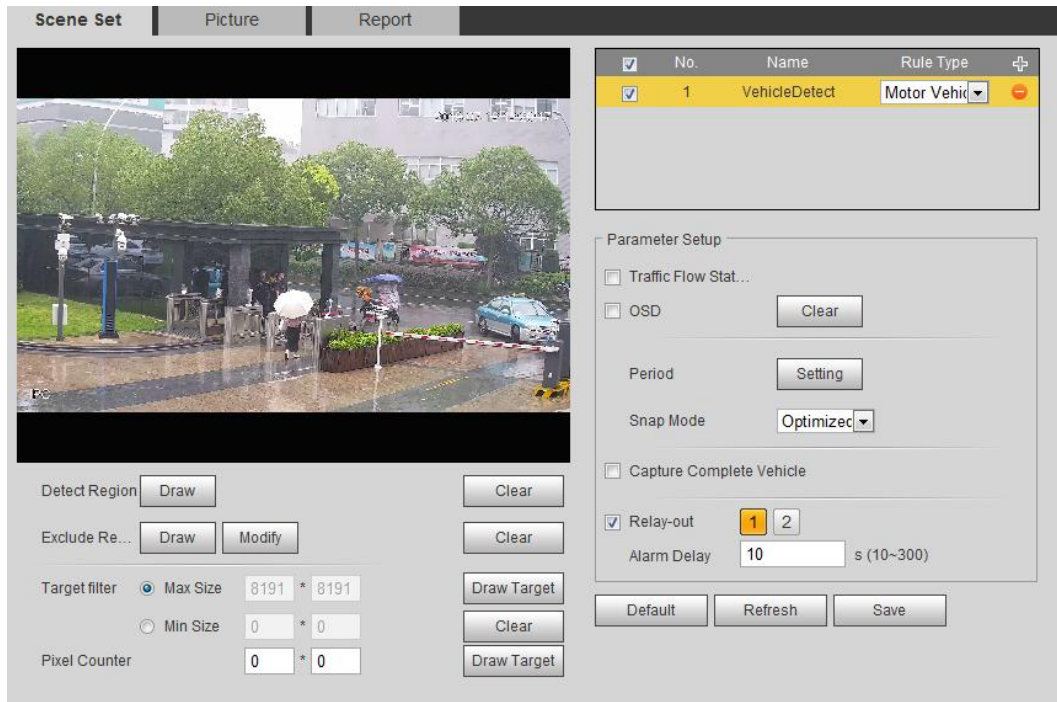 Scene Set Picture Report
No. Name Rule Type
1 VehicleDetect Motor Vehic
Parameter Setup
Traffic Flow Stat...
OSD Clear
Period Setting
Snap Mode Optimized
Capture Complete Vehicle
Relay-out 1 2
Alarm Delay 10 s (10~300)
Default Refresh Save
PC
Detect Region Draw Clear
Exclude Re... Draw Modify Clear
Target filter Max Size 8191 * 8191 Draw Target
Min Size 0 * 0 Clear
Pixel Counter 0 * 0 Draw Target